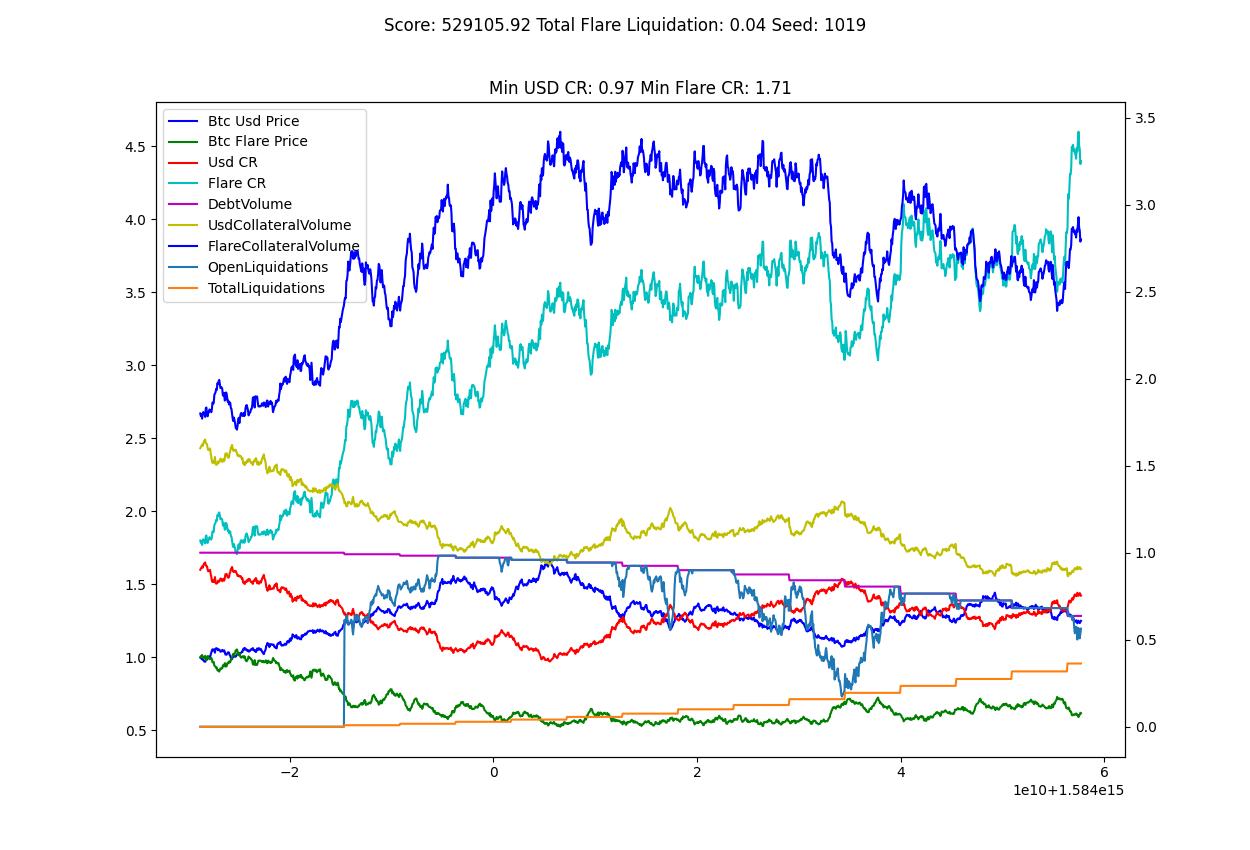 Score: 529105.92 Total Flare Liquidation: 0.04 Seed: 1019
Min USD CR: 0.97 Min Flare CR: 1.71
Btc Usd Price
Btc Flare Price
Usd CR
Flare CR
DebtVolume
UsdCollateralVolume
FlareCollateralVolume
OpenLiquidations
TotalLiquidations
4.5
4.0
3.5
3.0
2.5
2.0
1.5
1.0
0.5
3.5
3.0
2.5
2.0
1.5
1.0
0.5
0.0
−2
0
2
4
6
1e10+1.584e15